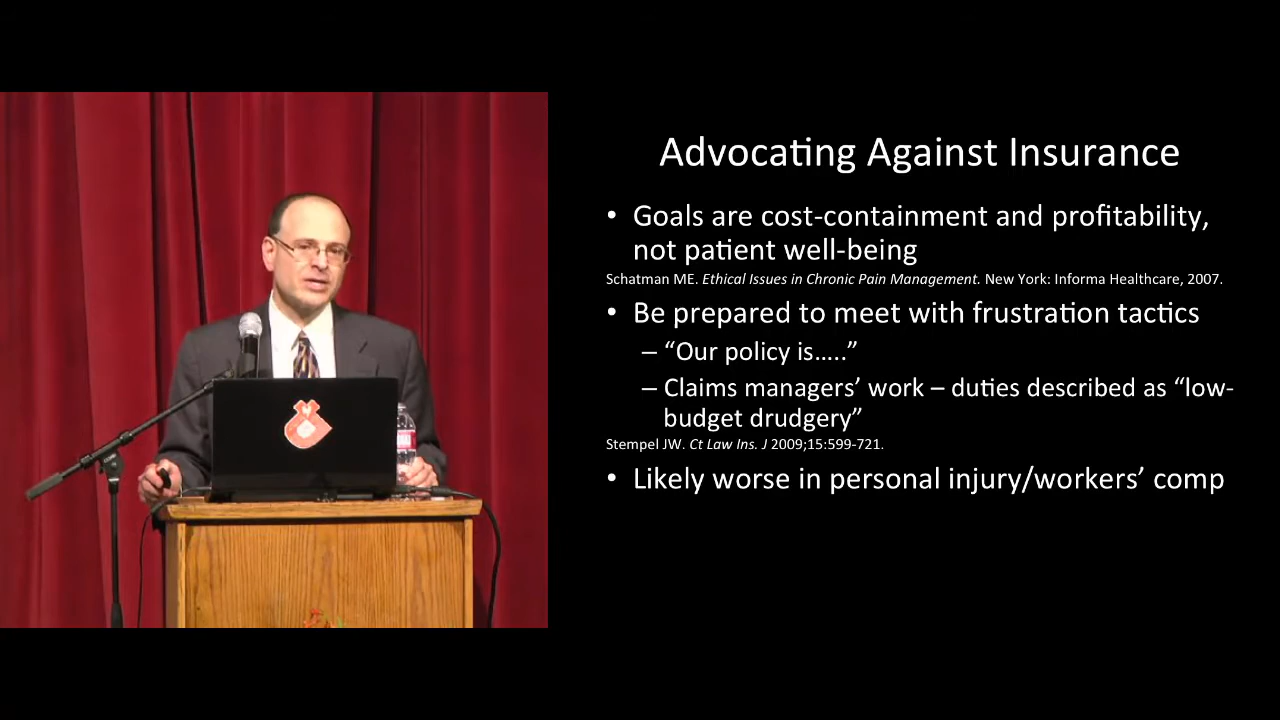 Advocating Against Insurance
• Goals are cost-containment and profitability,
not patient well-being
Schatman ME. Ethical Issues in Chronic Pain Management. New York: Informa Healthcare, 2007.
• Be prepared to meet with frustration tactics
– “Our policy is…..”
– Claims managers’ work – duties described as “low-
budget drudgery”
Stempel JW. Ct Law Ins. J 2009;15:599-721.
• Likely worse in personal injury/workers’ comp